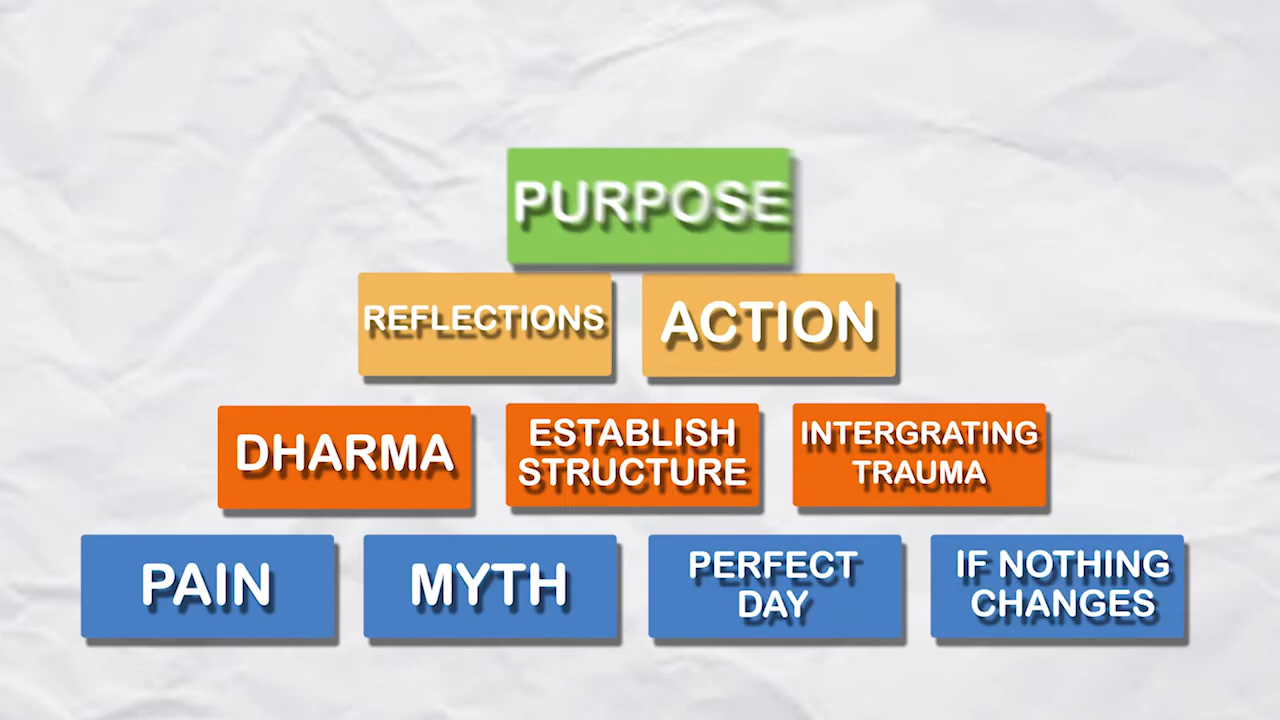 PURPOSE
REFLECTIONS
ACTION
DHARMA
ESTABLISH
STRUCTURE
INTERGRATING
TRAUMA
PAIN
MYTH
PERFECT
DAY
IF NOTHING
CHANGES